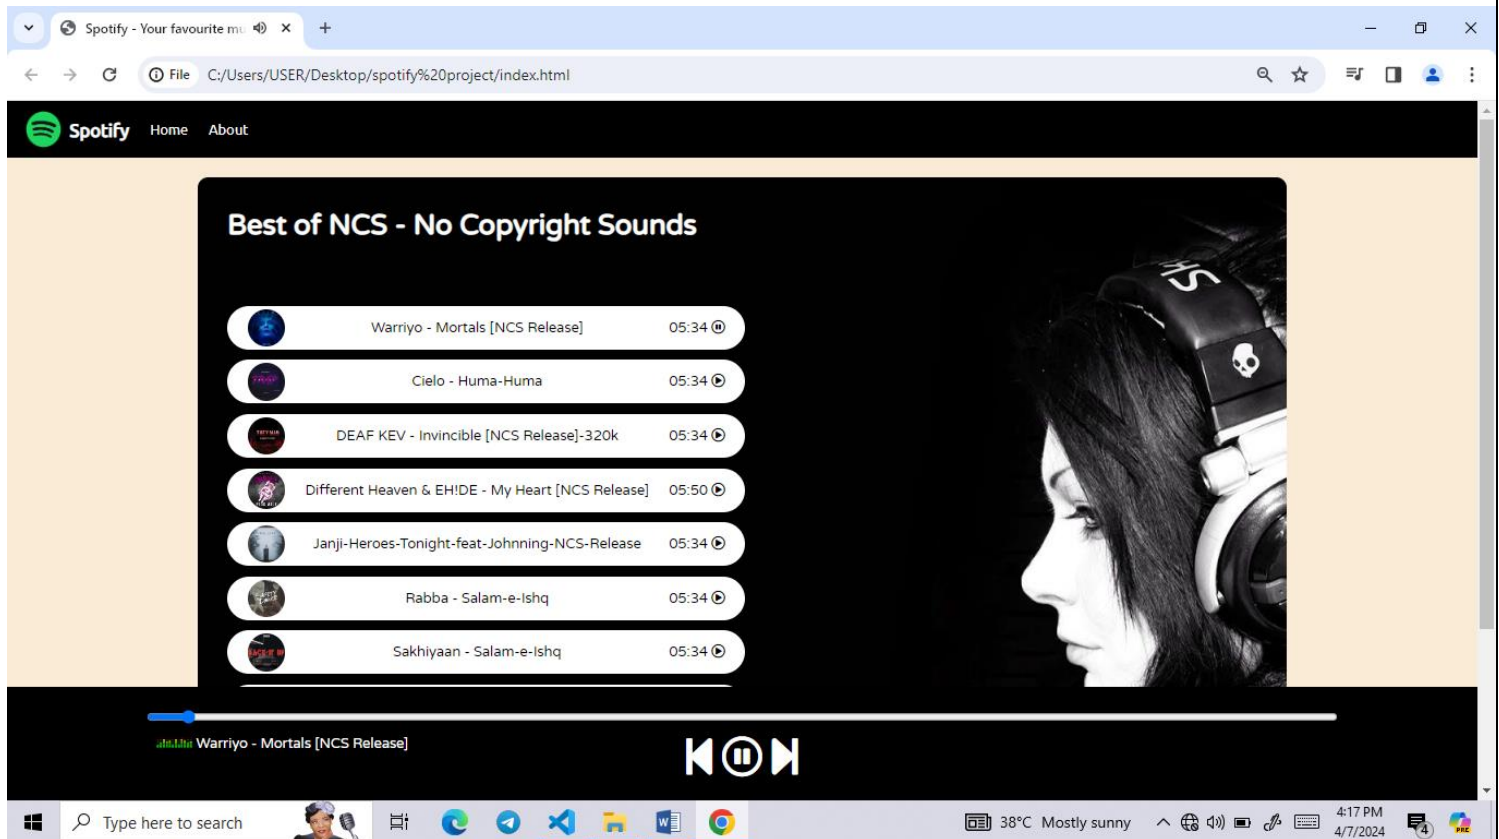 Spotify - Your favourite mu
File C:/Users/USER/Desktop/spotify%20project/index.html
Spotify Home About
Best of NCS - No Copyright Sounds
Warriyo - Mortals [NCS Release] 05:34
Cielo - Huma-Huma 05:34
DEAF KEV - Invincible [NCS Release]-320k 05:34
Different Heaven & EH!DE - My Heart [NCS Release] 05:50
Janji-Heroes-Tonight-feat-Johnning-NCS-Release 05:34
Rabba - Salam-e-Ishq 05:34
Sakhiyaan - Salam-e-Ishq 05:34
Warriyo - Mortals [NCS Release]
Type here to search 38°C Mostly sunny 4:17 PM
4/7/2024 4 PRE